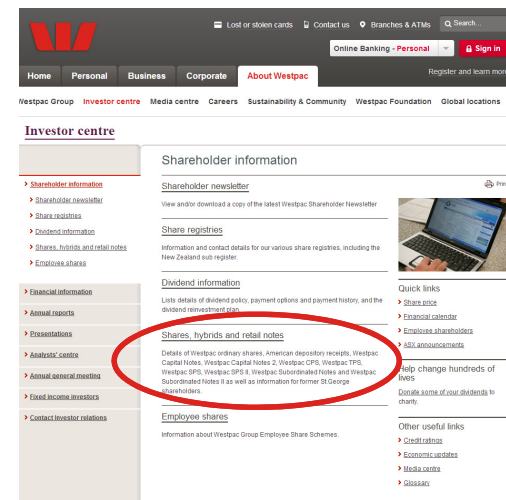 Lost or stolen cards Contact us Branches & ATMs Search...
Online Banking - Personal Sign in
Home Personal Business Corporate About Westpac Register and learn more
Westpac Group Investor centre Media centre Careers Sustainability & Community Westpac Foundation Global locations
Investor centre
Shareholder information
Shareholder information
Shareholder newsletter
Share registries
Dividend information
Shares, hybrids and retail notes
Employee shares
Financial information
Annual reports
Presentations
Analysts' centre
Annual general meeting
Fixed income investors
Contact investor relations
Shareholder newsletter
View and/or download a copy of the latest Westpac Shareholder Newsletter
Share registries
Information and contact details for our various share registries, including the
New Zealand sub register.
Dividend information
Lists details of dividend policy, payment options and payment history, and the
dividend reinvestment plan.
Shares, hybrids and retail notes
Details of Westpac ordinary shares, American depository receipts, Westpac
Capital Notes, Westpac Capital Notes 2, Westpac CPS, Westpac TPS,
Westpac SPS, Westpac SPS II, Westpac Subordinated Notes and Westpac
Subordinated Notes II as well as information for former St.George
shareholders.
Employee shares
Information about Westpac Group Employee Share Schemes.
Prin
Quick links
Share price
Financial calendar
Employee shareholders
ASX announcements
Help change hundreds of
lives
Donate some of your dividends to
charity.
Other useful links
Credit ratings
Economic updates
Media centre
Glossary